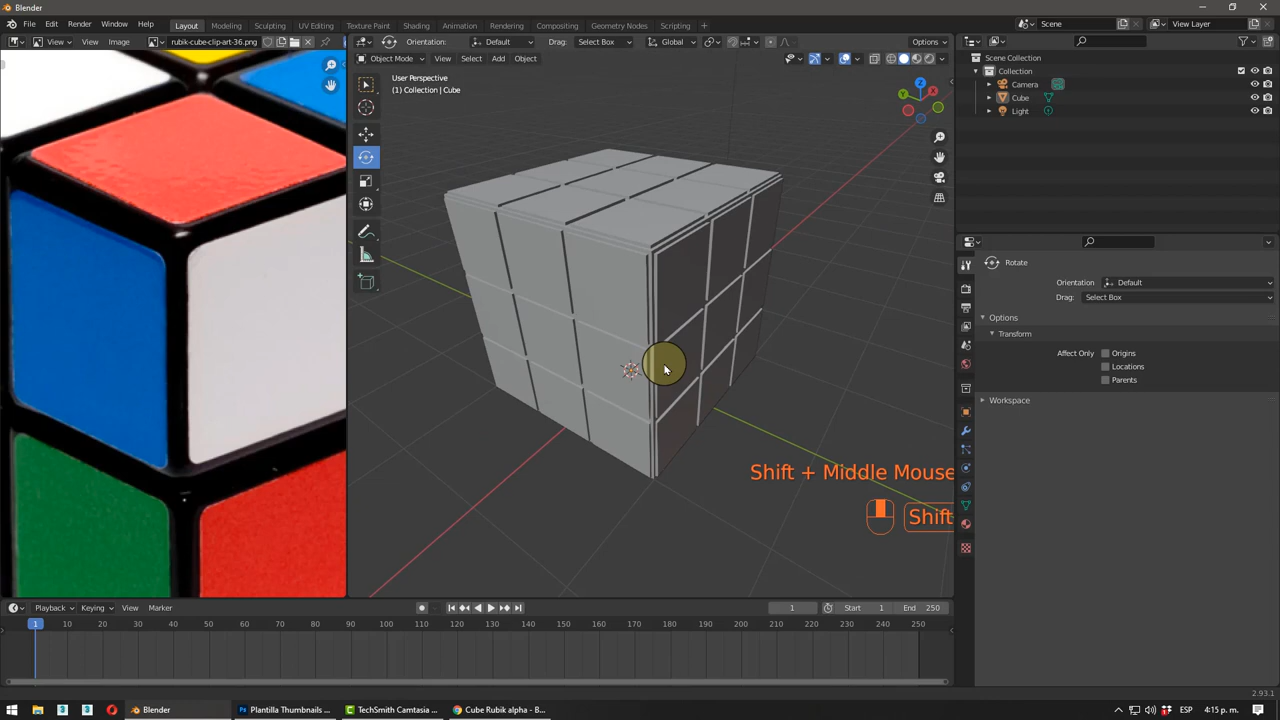 Blender
File Edit Render Window Help Layout Modeling Sculpting UV Editing Texture Paint Shading Animation Rendering Compositing Geometry Nodes Scripting + Scene View Layer
View View Image rubik-cube-clip-art-36.png Orientation: Default Drag: Select Box Global Options
Object Mode View Select Add Object
Scene Collection
Collection
Camera
Cube
Light
User Perspective
(1) Collection | Cube
X
Y
Z
Rotate
Orientation Default
Drag: Select Box
Options
Transform
Affect Only Origins
Locations
Parents
Workspace
Shift + Middle Mouse
Shift
Playback Keying View Marker 1 Start 1 End 250
1 10 20 30 40 50 60 70 80 90 100 110 120 130 140 150 160 170 180 190 200 210 220 230 240 250
2.93.1
Blender Plantilla Thumbnails ... TechSmith Camtasia ... Cube Rubik alpha - B... ESP 4:15 p. m.